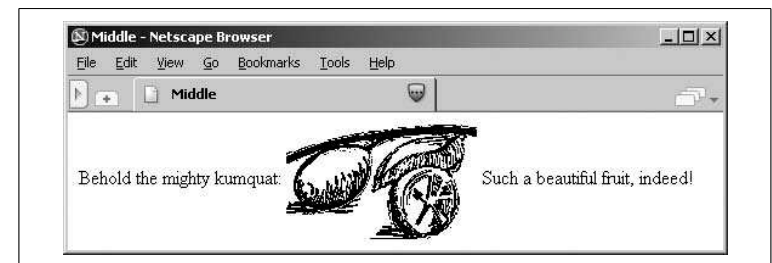 Middle - Netscape Browser
File Edit View Go Bookmarks Tools Help
Middle
Behold the mighty kumquat: Such a beautiful fruit, indeed!